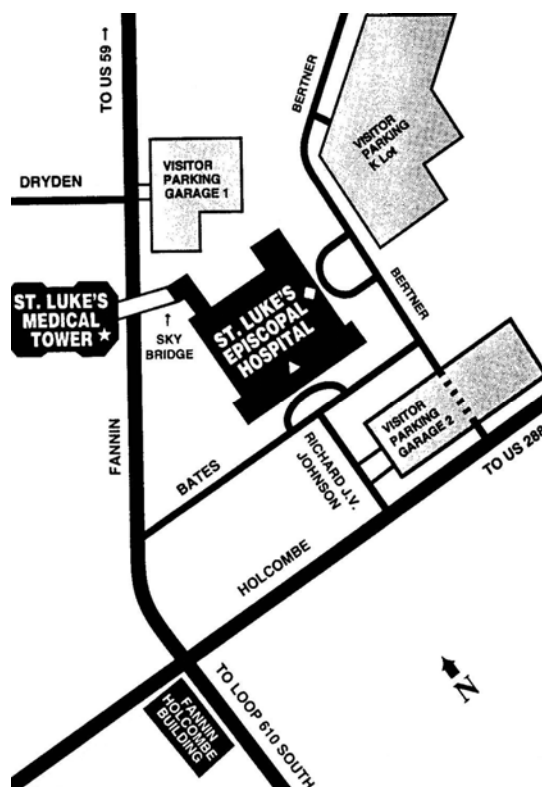 TO US 59 →
BERTNER
VISITOR
PARKING
K Lot
VISITOR
PARKING
GARAGE 1
DRYDEN
BERTNER
ST. LUKE'S
MEDICAL
TOWER
↑
SKY
BRIDGE
ST. LUKE'S
EPISCOPAL
HOSPITAL
FANNIN
VISITOR
PARKING
GARAGE 2
BATES
RICHARD J.V.
JOHNSON
TO US 288
HOLCOMBE
N
TO LOOP 610 SOUTH
FANNIN
HOLCOMBE
BUILDING